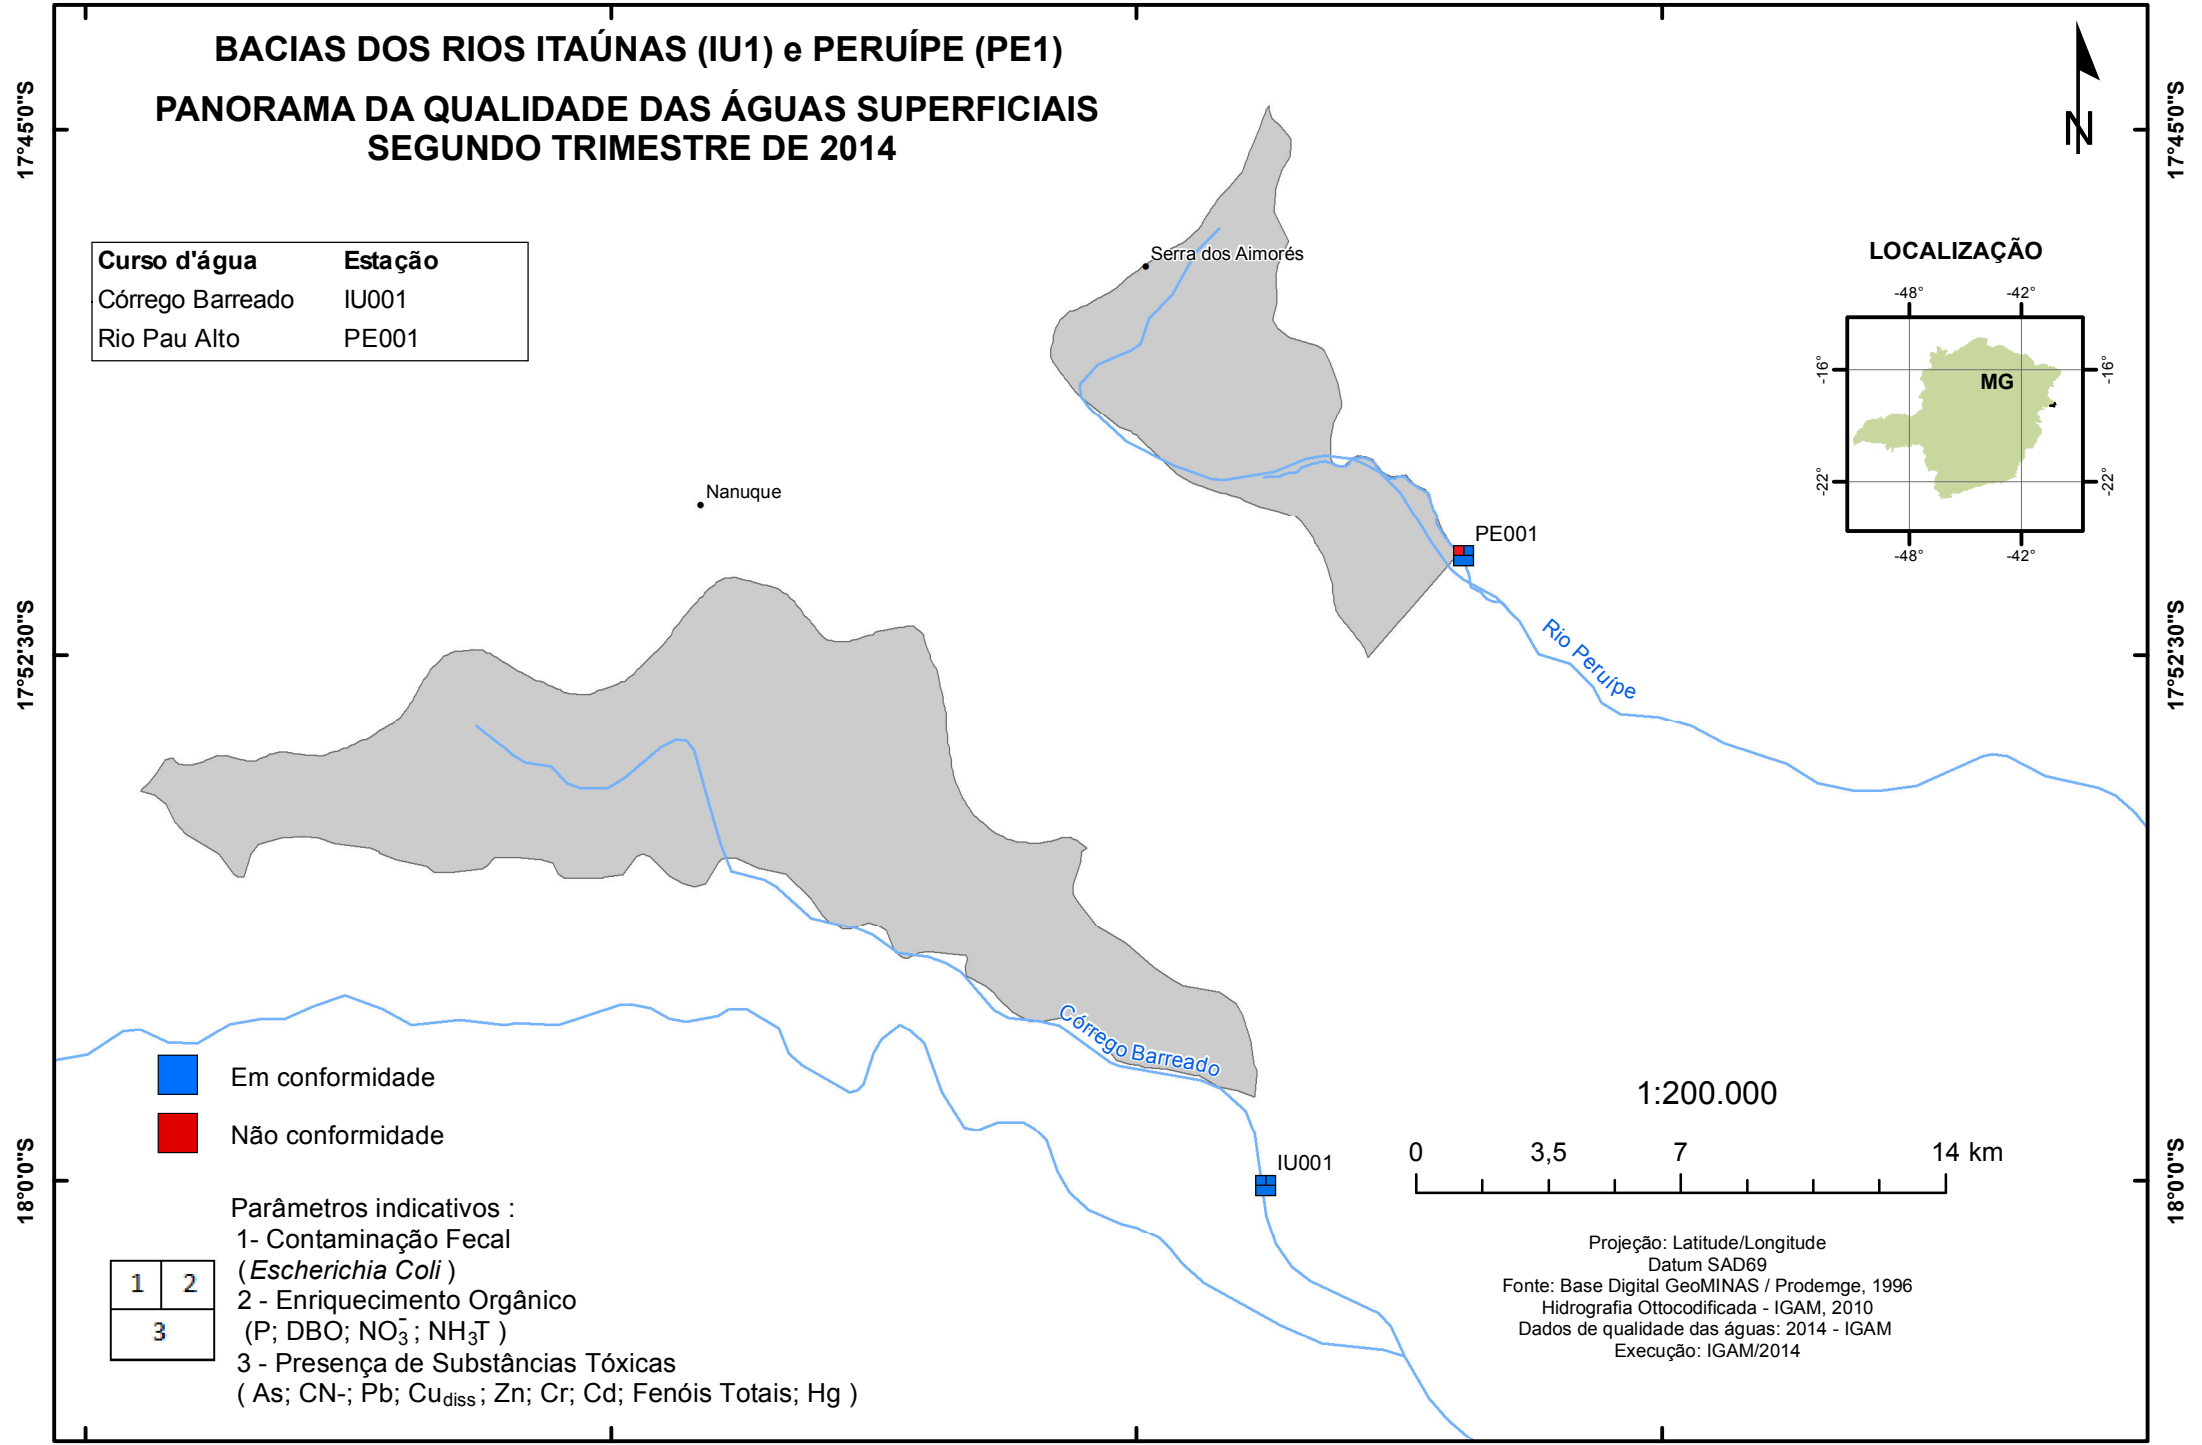 BACIAS DOS RIOS ITAÚNAS (IU1) e PERUÍPE (PE1)
PANORAMA DA QUALIDADE DAS ÁGUAS SUPERFICIAIS
SEGUNDO TRIMESTRE DE 2014
17°45'0"S
17°45'0"S
N
Curso d'água Estação
Córrego Barreado IU001
Rio Pau Alto PE001
Serra dos Aimorés
LOCALIZAÇÃO
-48° -42°
-16° -16°
MG
-22° -22°
-48° -42°
Nanuque
PE001
17°52'30"S
17°52'30"S
Rio Peruípe
Córrego Barreado
Em conformidade
Não conformidade
IU001
18°0'0"S
18°0'0"S
1:200.000
0 3,5 7 14 km
Parâmetros indicativos :
1- Contaminação Fecal
(Escherichia Coli )
2 - Enriquecimento Orgânico
(P; DBO; NO3-; NH3T )
3 - Presença de Substâncias Tóxicas
( As; CN-; Pb; Cudiss; Zn; Cr; Cd; Fenóis Totais; Hg )
1 2
3
Projeção: Latitude/Longitude
Datum SAD69
Fonte: Base Digital GeoMINAS / Prodemge, 1996
Hidrografia Ottocodificada - IGAM, 2010
Dados de qualidade das águas: 2014 - IGAM
Execução: IGAM/2014